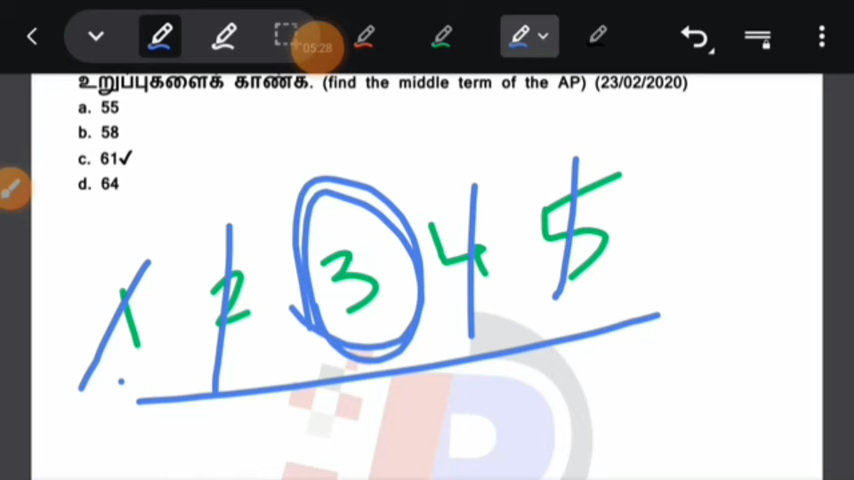 05:28
உறுப்புகளைக் காண்க. (find the middle term of the AP) (23/02/2020)
a. 55
b. 58
c. 61✓
d. 64
1 2 3 4 5